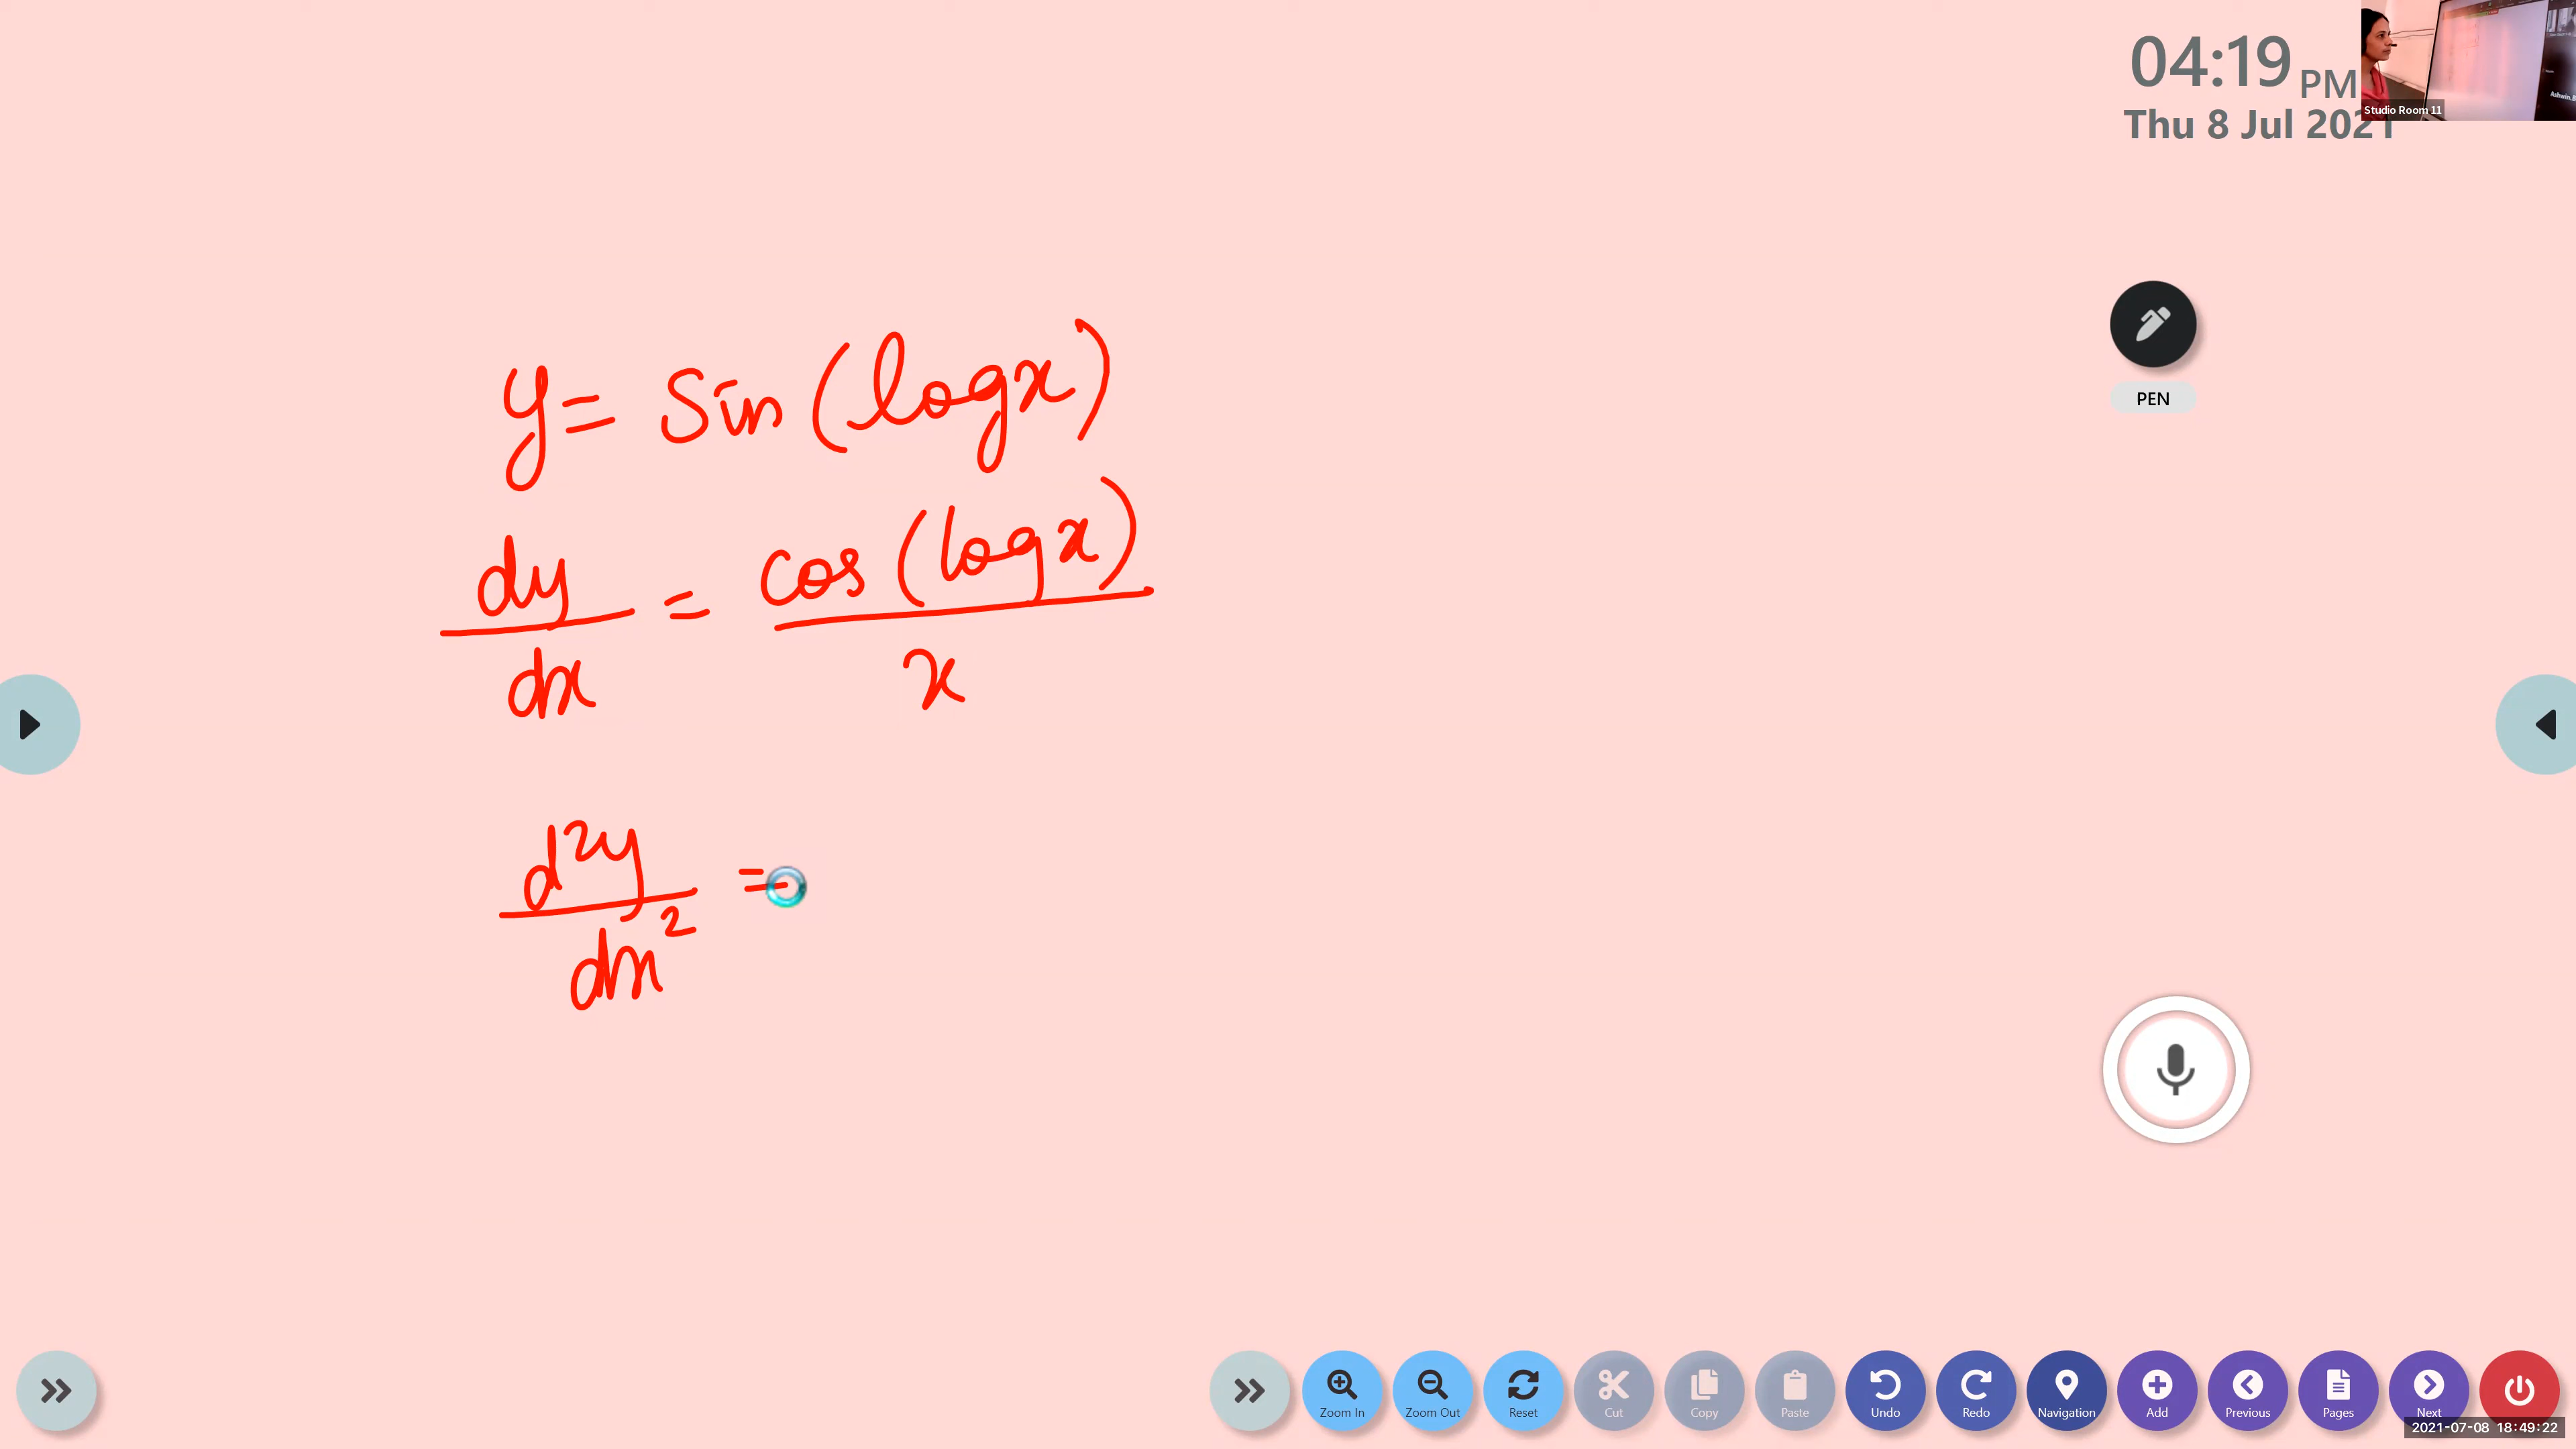 04:19 PM
Thu 8 Jul 2021
Studio Room 11
Ashwin.B
y = Sin (log x)
dy/dx = cos (log x)/x
d²y/dx² =
PEN
Zoom In Zoom Out Reset Cut Copy Paste Undo Redo Navigation Add Previous Pages Next
2021-07-08 18:49:22